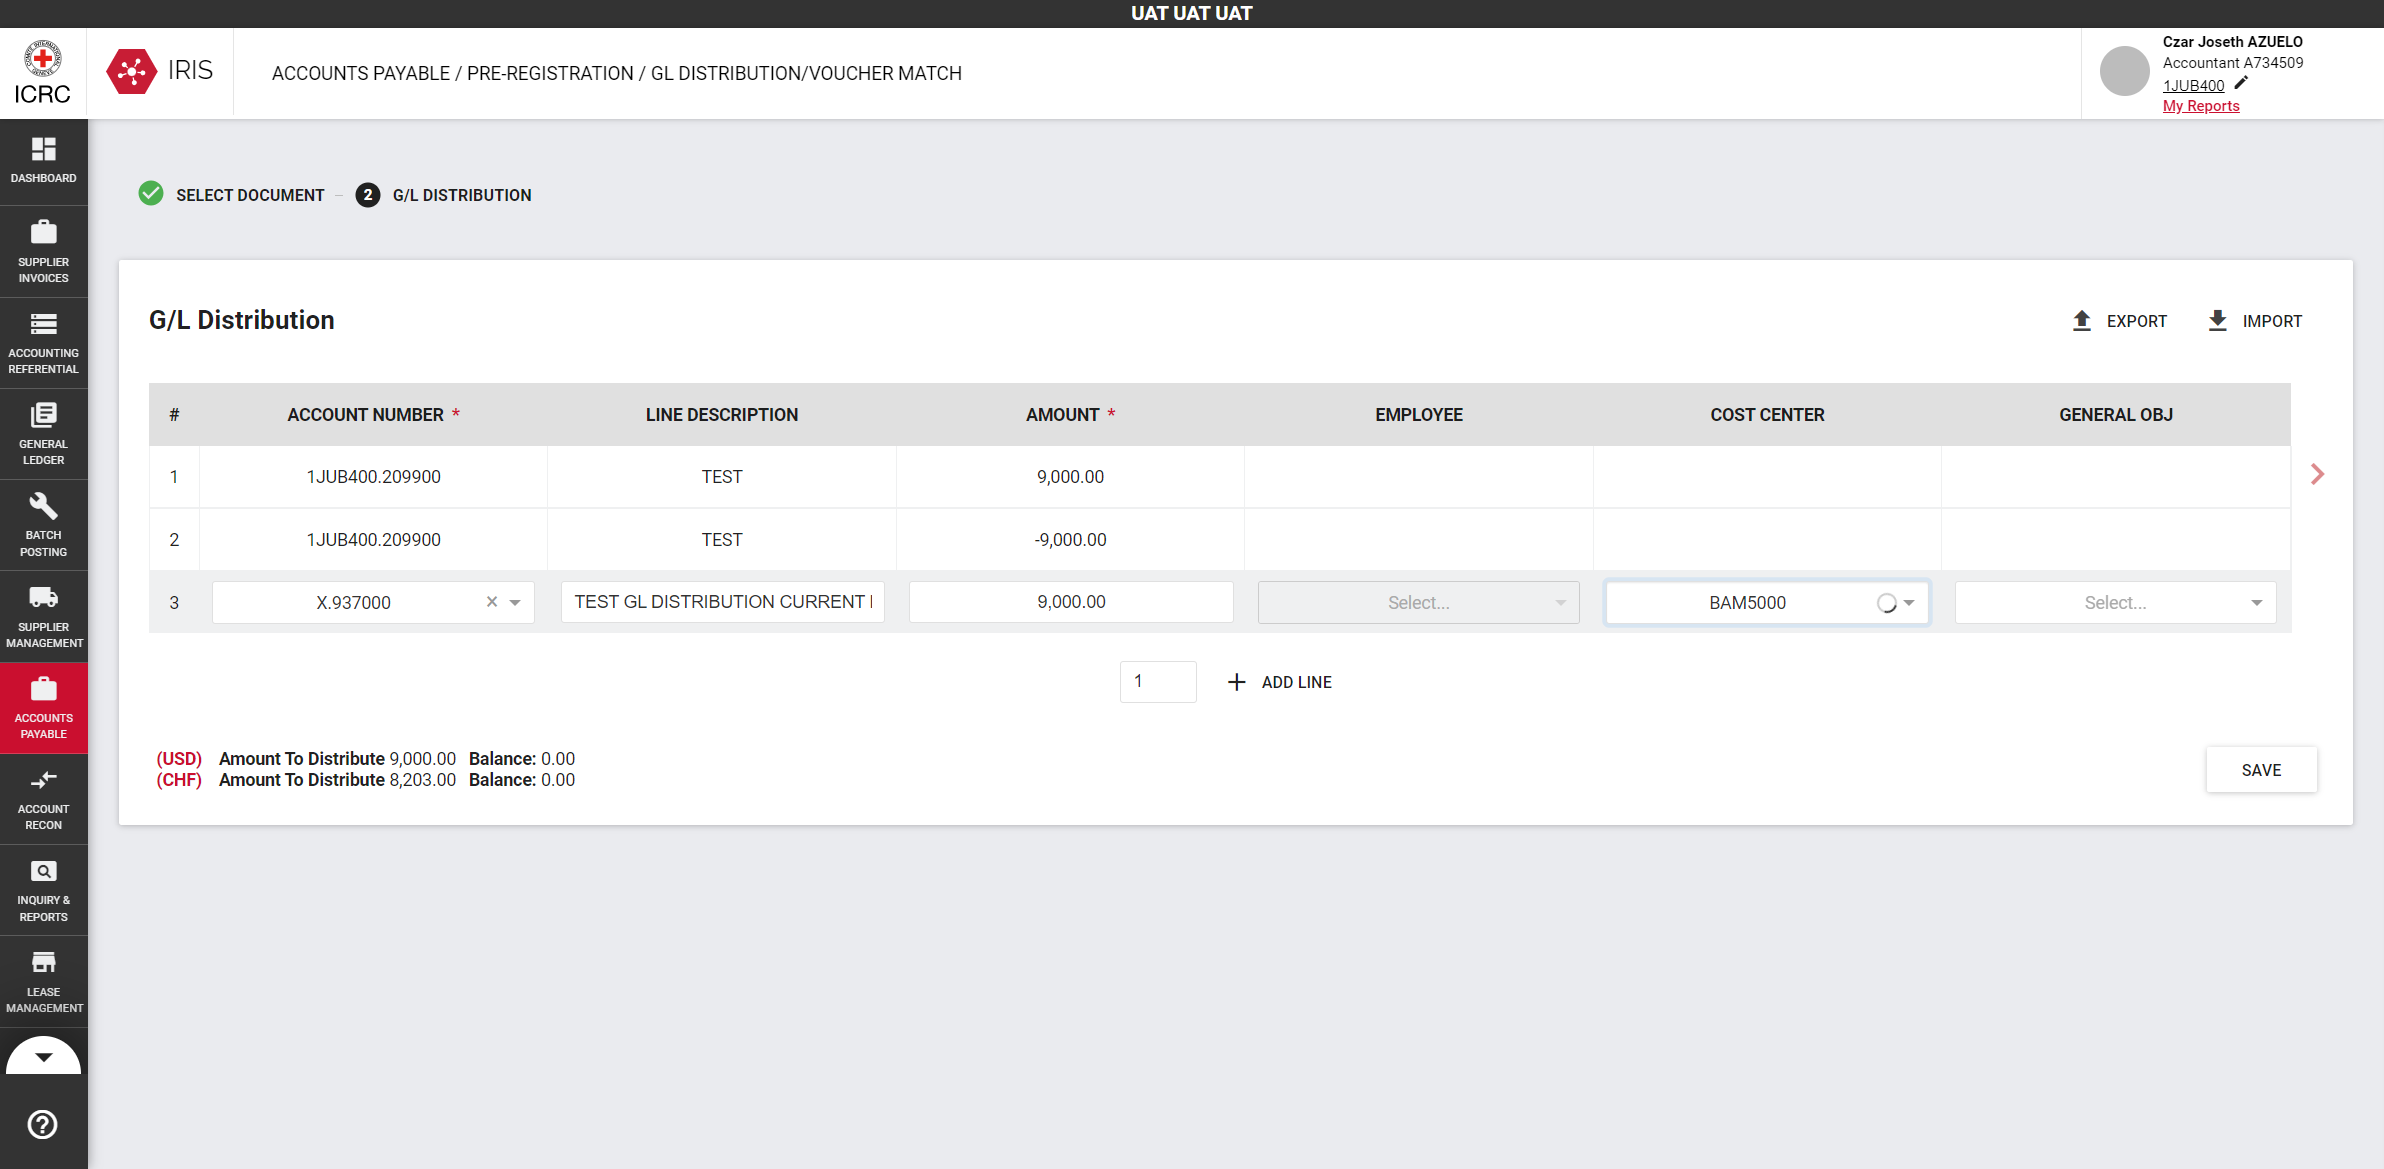 UAT UAT UAT
ICRC
IRIS
ACCOUNTS PAYABLE / PRE-REGISTRATION / GL DISTRIBUTION/VOUCHER MATCH
Czar Joseth AZUELO
Accountant A734509
1JUB400
My Reports
DASHBOARD
SUPPLIER
INVOICES
ACCOUNTING
REFERENTIAL
GENERAL
LEDGER
BATCH
POSTING
SUPPLIER
MANAGEMENT
ACCOUNTS
PAYABLE
ACCOUNT
RECON
INQUIRY &
REPORTS
LEASE
MANAGEMENT
SELECT DOCUMENT – 2 G/L DISTRIBUTION
G/L Distribution
EXPORT IMPORT
# ACCOUNT NUMBER * LINE DESCRIPTION AMOUNT * EMPLOYEE COST CENTER GENERAL OBJ
1 1JUB400.209900 TEST 9,000.00
2 1JUB400.209900 TEST -9,000.00
3 X.937000 × TEST GL DISTRIBUTION CURRENT 9,000.00 Select... BAM5000 Select...
1 + ADD LINE
(USD) Amount To Distribute 9,000.00 Balance: 0.00
(CHF) Amount To Distribute 8,203.00 Balance: 0.00
SAVE